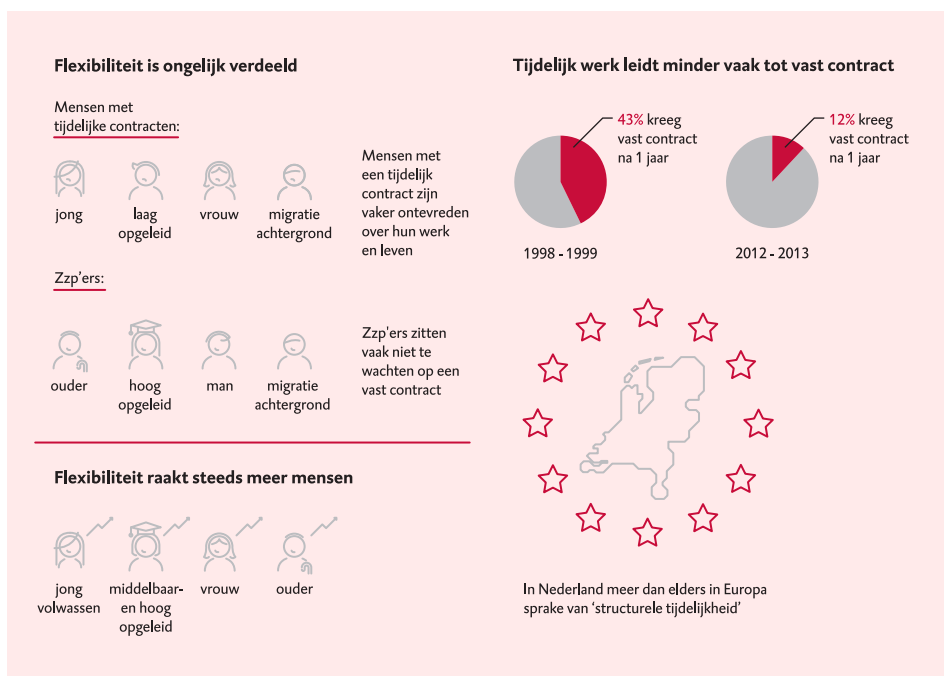 Flexibiliteit is ongelijk verdeeld
Mensen met
tijdelijke contracten:
jong
laag
opgeleid
vrouw
migratie
achtergrond
Mensen met
een tijdelijk
contract zijn
vaker ontevreden
over hun werk
en leven
Zzp'ers:
ouder
hoog
opgeleid
man
migratie
achtergrond
Zzp'ers zitten
vaak niet te
wachten op een
vast contract
Flexibiliteit raakt steeds meer mensen
jong
volwassen
middelbaar-
en hoog
opgeleid
vrouw
ouder
Tijdelijk werk leidt minder vaak tot vast contract
43% kreeg
vast contract
na 1 jaar
1998 - 1999
12% kreeg
vast contract
na 1 jaar
2012 - 2013
In Nederland meer dan elders in Europa
sprake van ‘structurele tijdelijkheid’